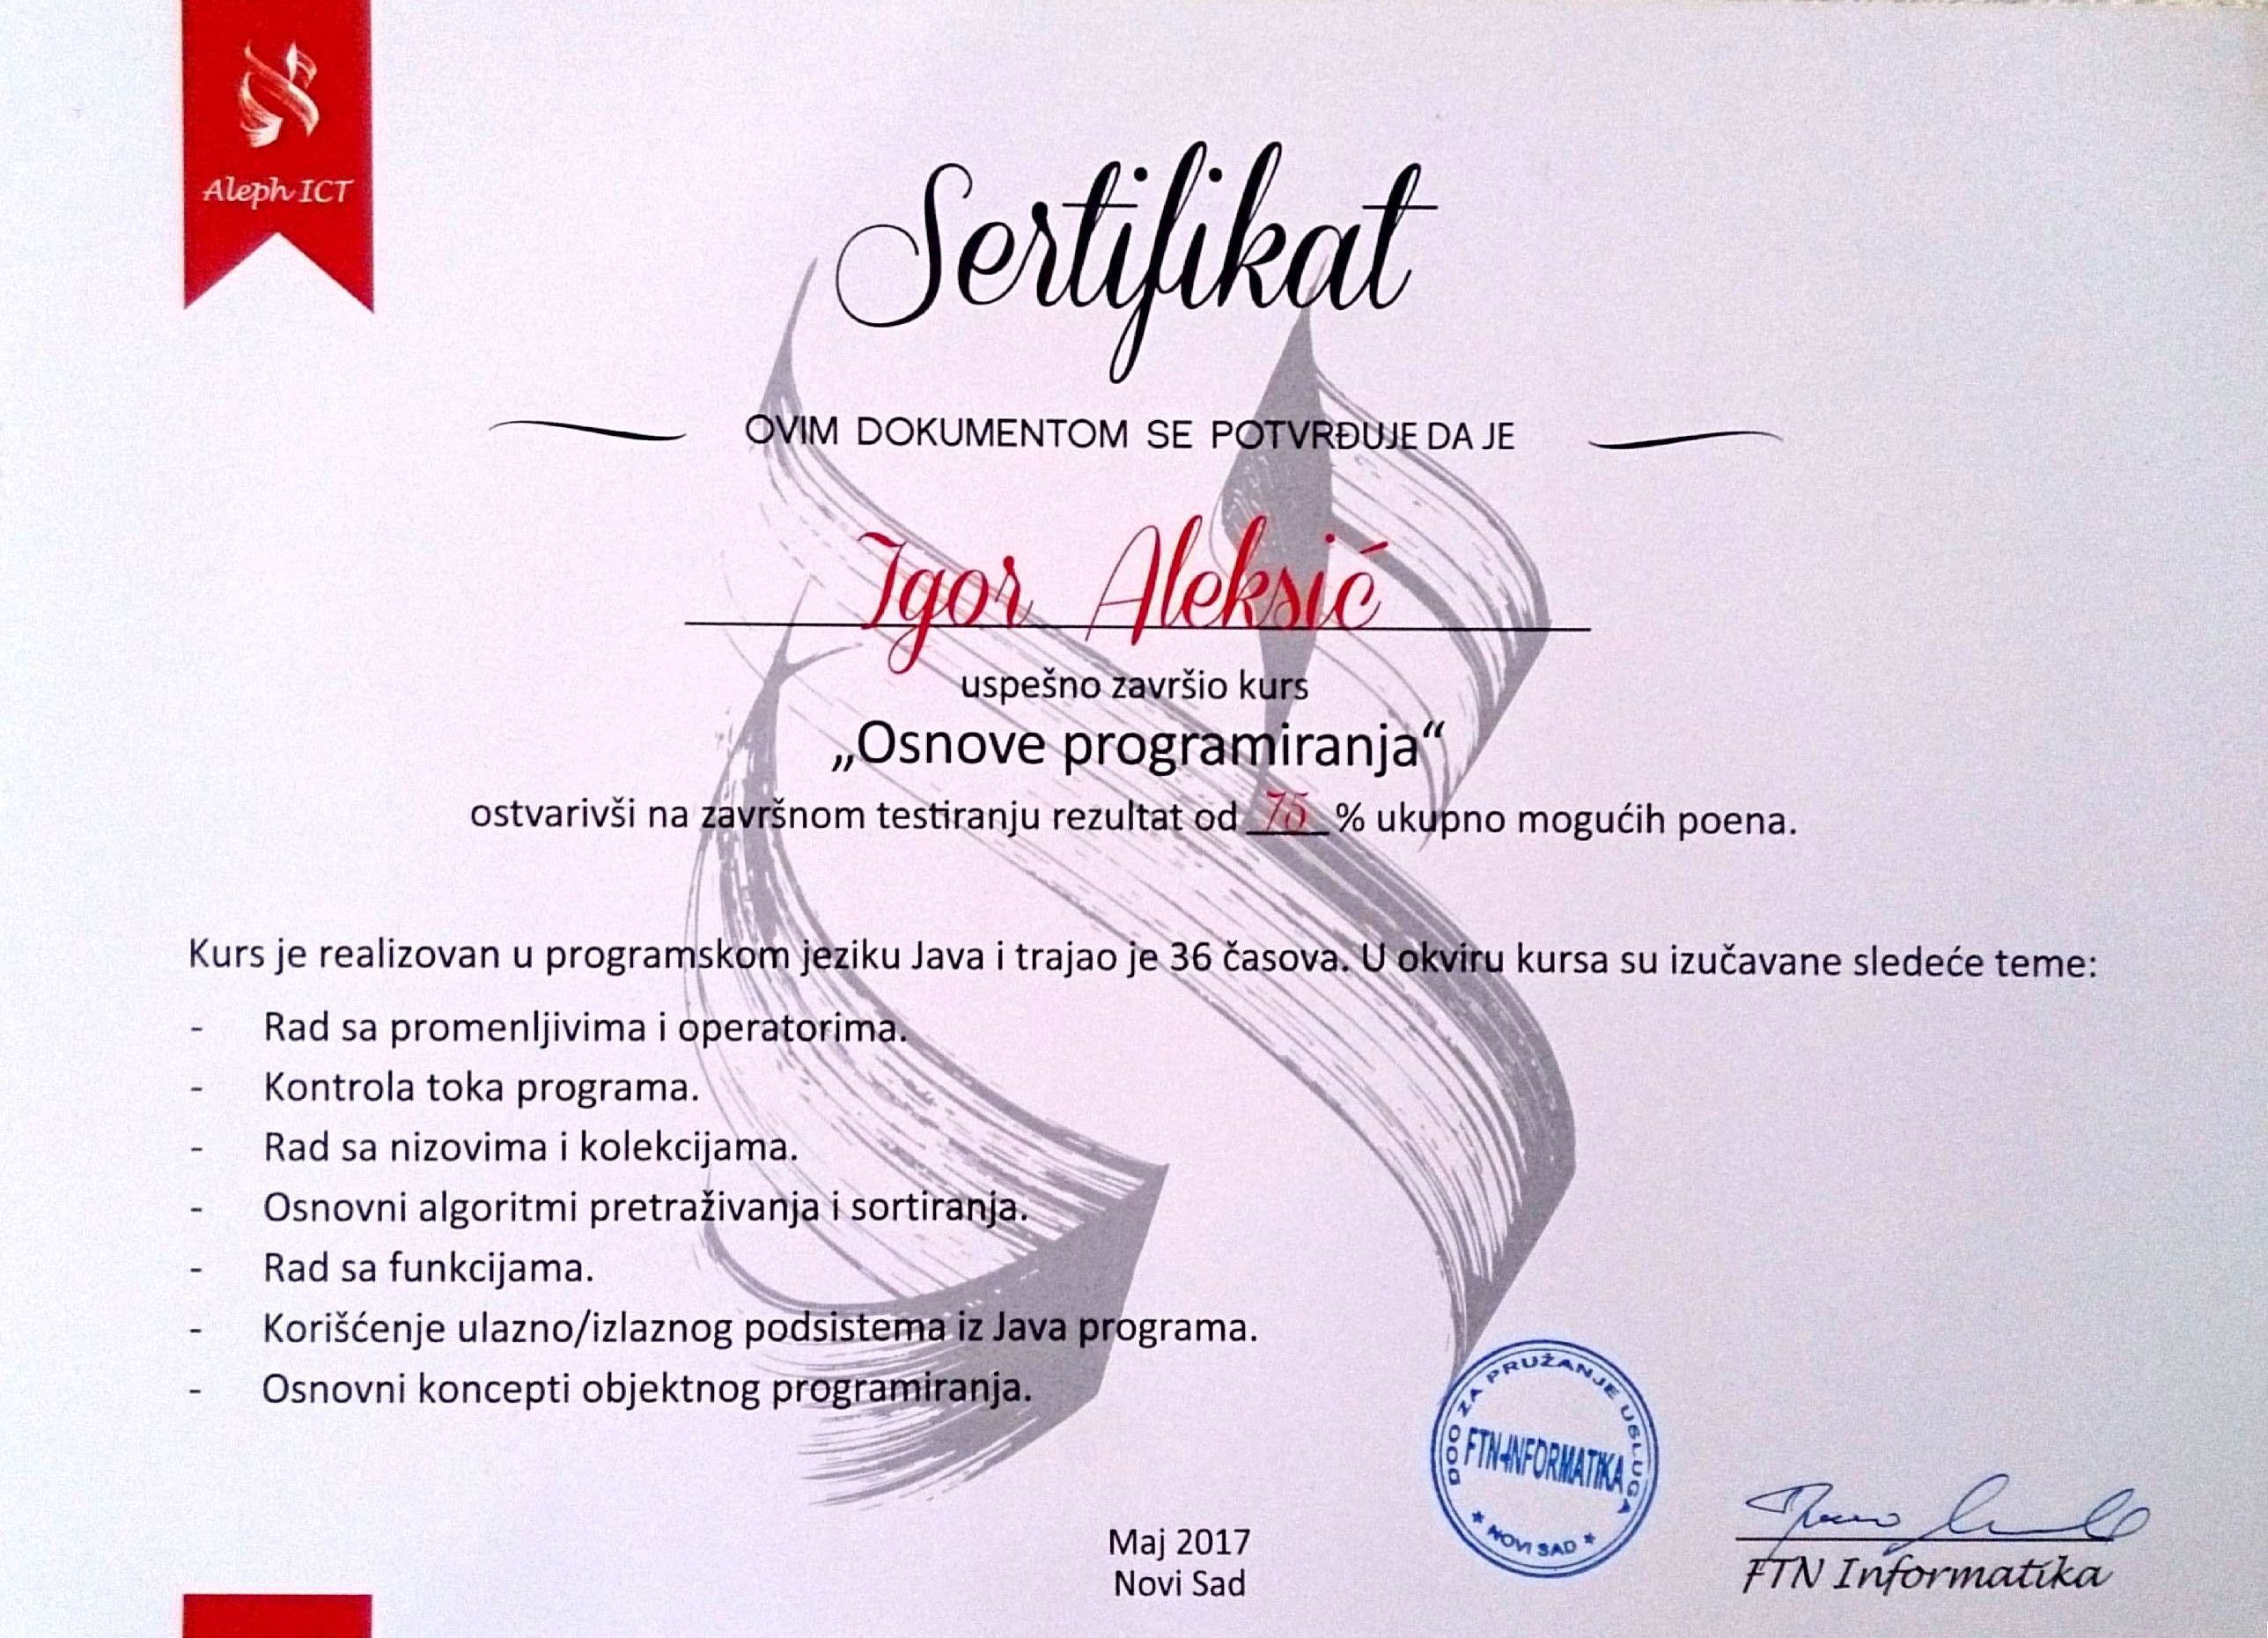 Aleph ICT
Sertifikat
OVIM DOKUMENTOM SE POTVRĐUJE DA JE
Igor Aleksić
uspešno završio kurs
„Osnove programiranja“
ostvarivši na završnom testiranju rezultat od 75 % ukupno mogućih poena.
Kurs je realizovan u programskom jeziku Java i trajao je 36 časova. U okviru kursa su izučavane sledeće teme:
- Rad sa promenljivima i operatorima.
- Kontrola toka programa.
- Rad sa nizovima i kolekcijama.
- Osnovni algoritmi pretraživanja i sortiranja.
- Rad sa funkcijama.
- Korišćenje ulazno/izlaznog podsistema iz Java programa.
- Osnovni koncepti objektnog programiranja.
DOO ZA PRUŽANJE USLUGA
FTN-INFORMATIKA
* NOVI SAD *
Maj 2017
Novi Sad
FTN Informatika